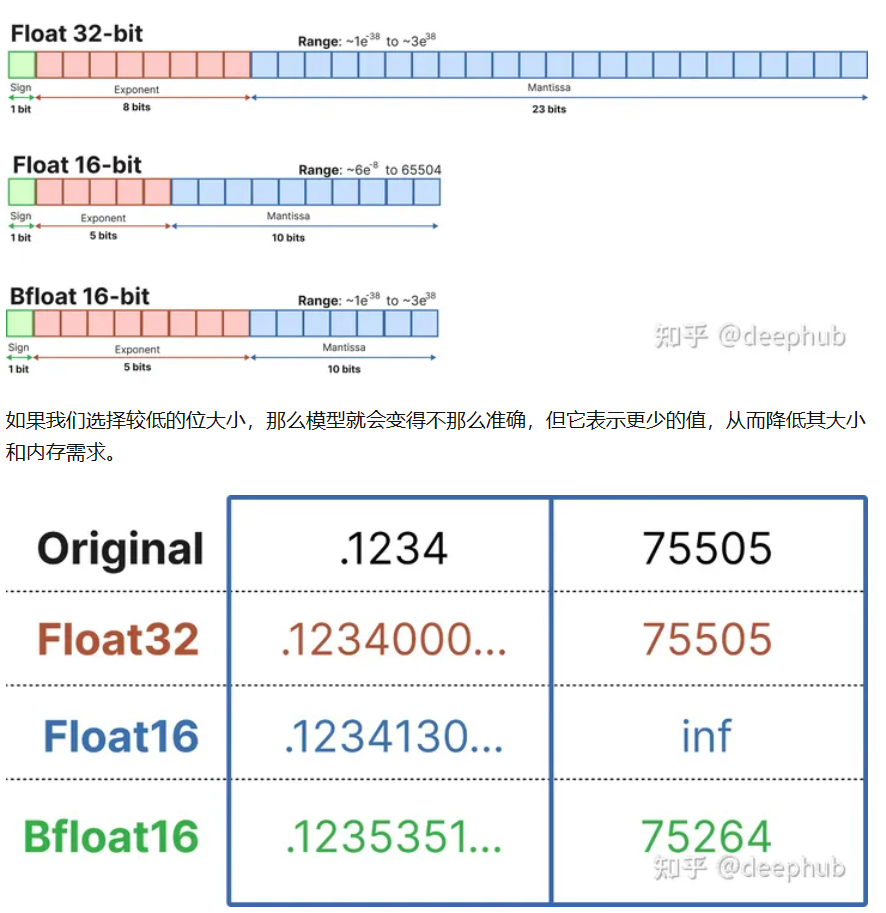 Float 32-bit
Range: ~1e-38 to ~3e38
Sign
Exponent
Mantissa
1 bit
8 bits
23 bits
Float 16-bit
Range: ~6e-8 to 65504
Sign
Exponent
Mantissa
1 bit
5 bits
10 bits
Bfloat 16-bit
Range: ~1e-38 to ~3e38
知乎 @deephub
Sign
Exponent
Mantissa
1 bit
5 bits
10 bits
如果我们选择较低的位大小，那么模型就会变得不那么准确，但它表示更少的值，从而降低其大小
和内存需求。
Original .1234 75505
Float32 .1234000... 75505
Float16 .1234130... inf
Bfloat16 .1235351... 75264
知乎 @deephub